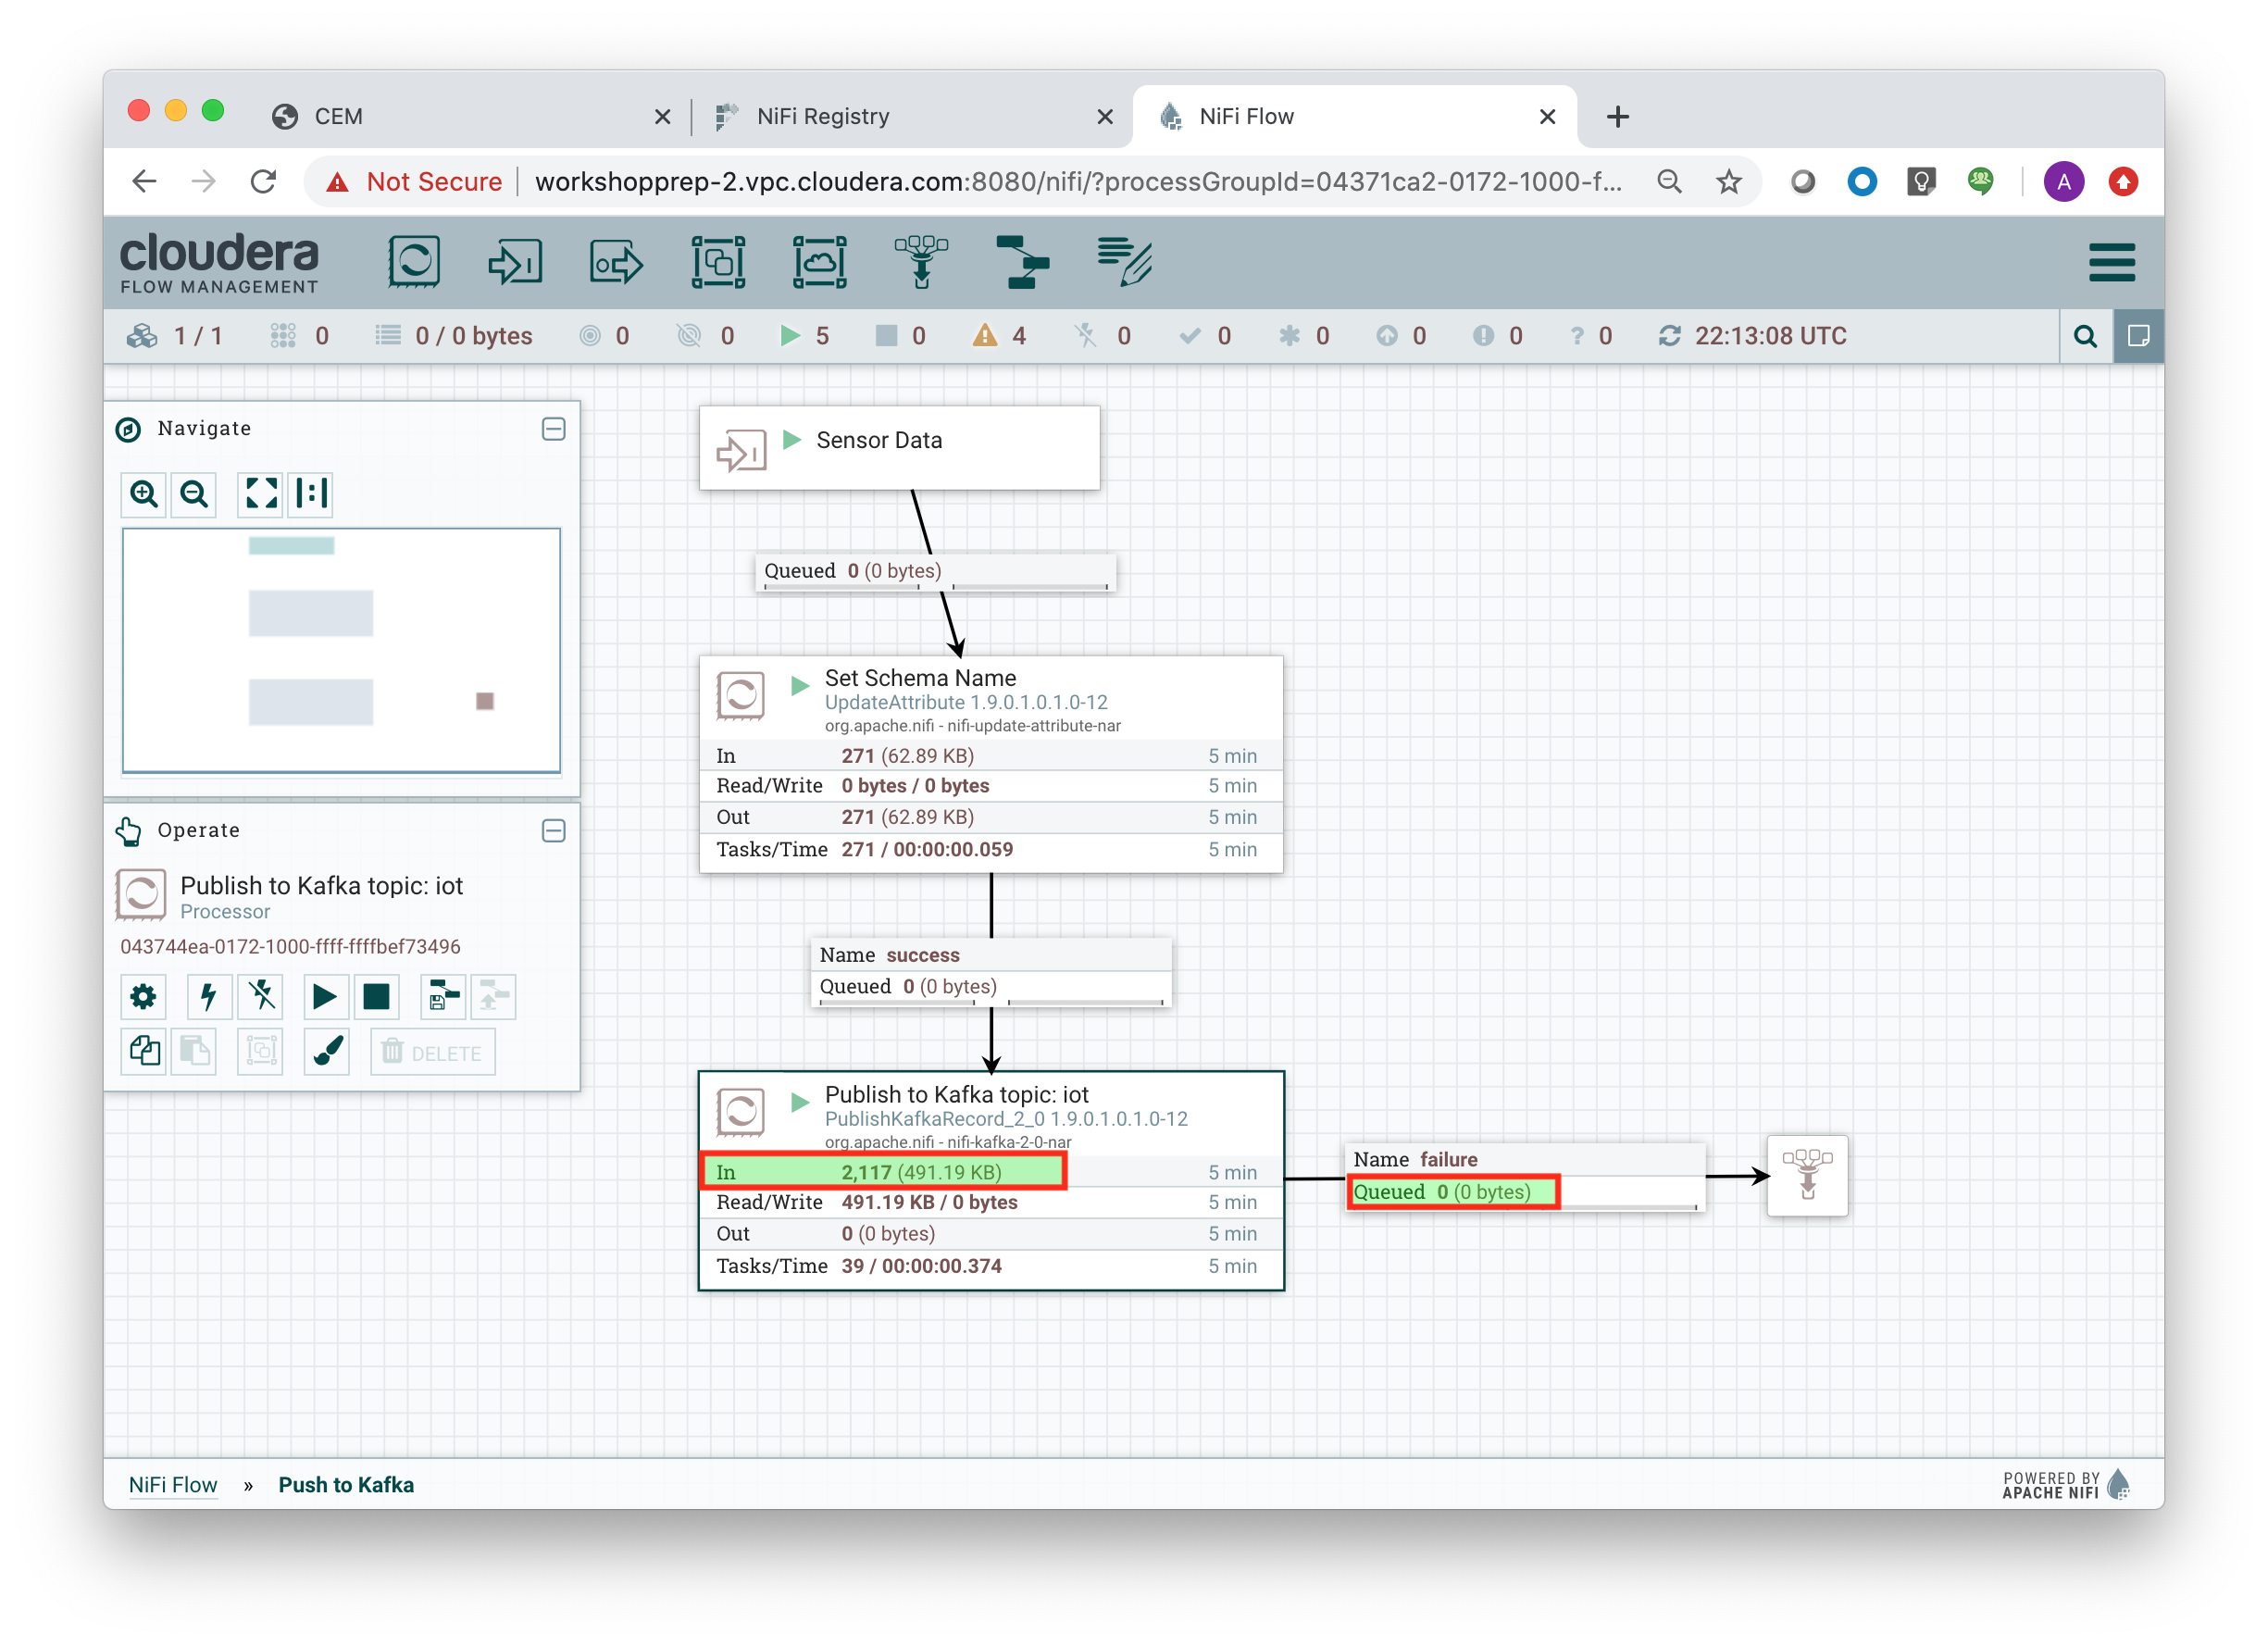 CEM
NiFi Registry
NiFi Flow
Not Secure
workshopprep-2.vpc.cloudera.com:8080/nifi/?processGroupId=04371ca2-0172-1000-f...
A
cloudera
FLOW MANAGEMENT
1 / 1 0 0 / 0 bytes 0 0 5 0 4 0 0 0 0 0 ? 0 22:13:08 UTC
Navigate
Operate
Publish to Kafka topic: iot
Processor
043744ea-0172-1000-ffff-ffffbef73496
DELETE
Sensor Data
Queued 0 (0 bytes)
Set Schema Name
UpdateAttribute 1.9.0.1.0.1.0-12
org.apache.nifi - nifi-update-attribute-nar
In 271 (62.89 KB) 5 min
Read/Write 0 bytes / 0 bytes 5 min
Out 271 (62.89 KB) 5 min
Tasks/Time 271 / 00:00:00.059 5 min
Name success
Queued 0 (0 bytes)
Publish to Kafka topic: iot
PublishKafkaRecord_2_0 1.9.0.1.0.1.0-12
org.apache.nifi - nifi-kafka-2-0-nar
In 2,117 (491.19 KB) 5 min
Read/Write 491.19 KB / 0 bytes 5 min
Out 0 (0 bytes) 5 min
Tasks/Time 39 / 00:00:00.374 5 min
Name failure
Queued 0 (0 bytes)
NiFi Flow » Push to Kafka
POWERED BY
APACHE NIFI